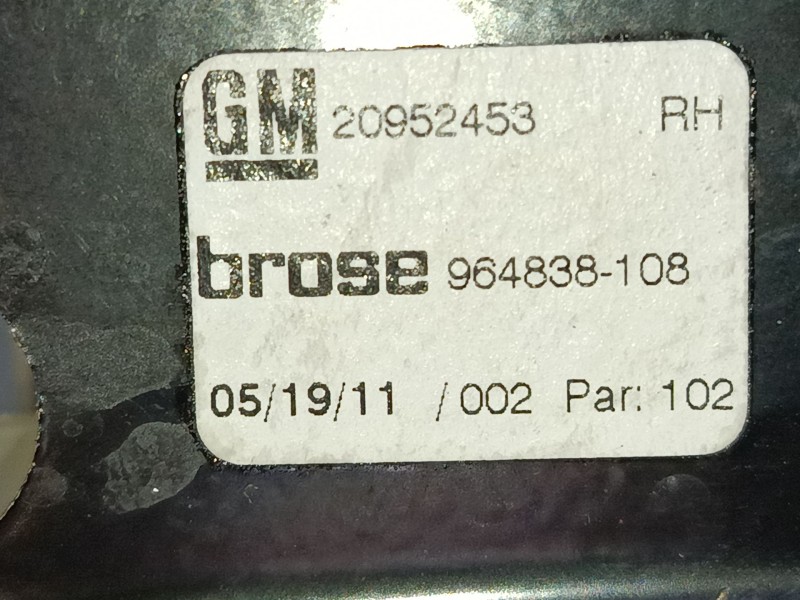 GM 20952453 RH
brose 964838-108
05/19/11 /002 Par: 102